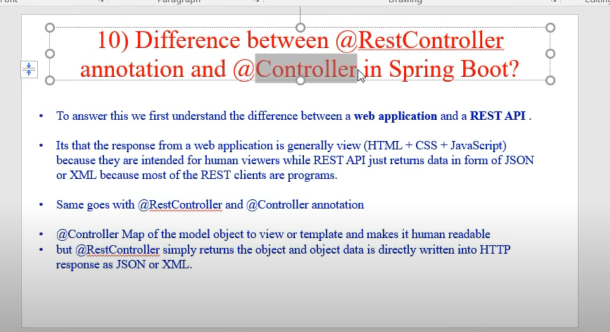 Paragraph
Drawing
10) Difference between @RestController
annotation and @Controller in Spring Boot?
• To answer this we first understand the difference between a web application and a REST API .
• Its that the response from a web application is generally view (HTML + CSS + JavaScript)
because they are intended for human viewers while REST API just returns data in form of JSON
or XML because most of the REST clients are programs.
• Same goes with @RestController and @Controller annotation
• @Controller Map of the model object to view or template and makes it human readable
• but @RestController simply returns the object and object data is directly written into HTTP
response as JSON or XML.